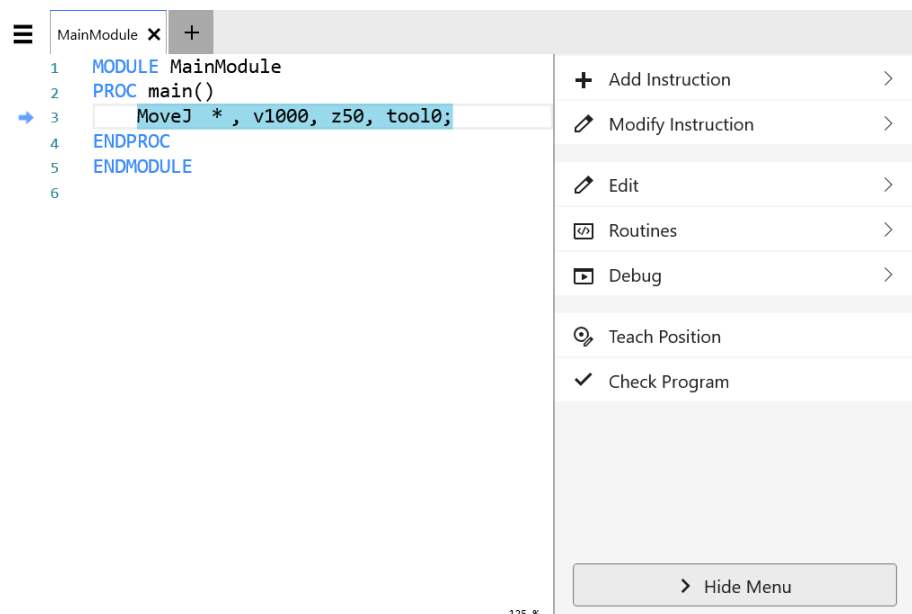 MainModule
1 MODULE MainModule
2 PROC main()
3 MoveJ * , v1000, z50, tool0;
4 ENDPROC
5 ENDMODULE
6
Add Instruction
Modify Instruction
Edit
Routines
Debug
Teach Position
Check Program
Hide Menu